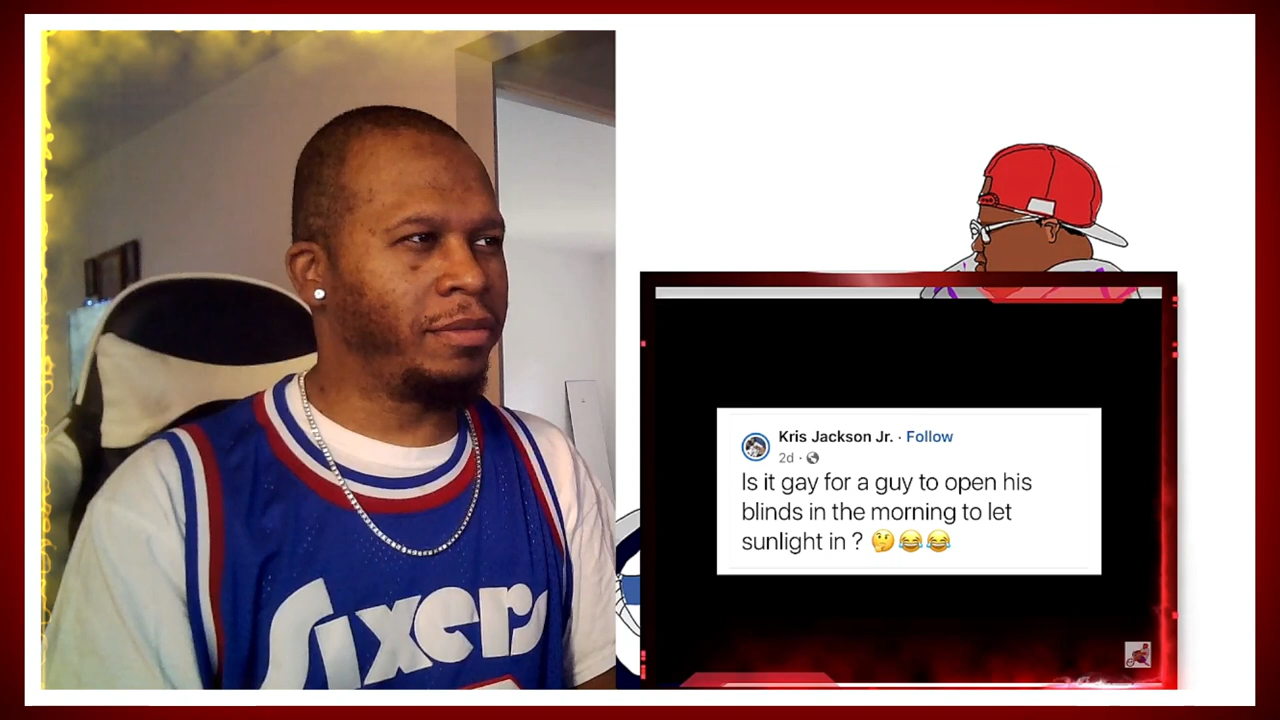 Sixers
Kris Jackson Jr. · Follow
2d ·
Is it gay for a guy to open his
blinds in the morning to let
sunlight in ? 🤔😂😂